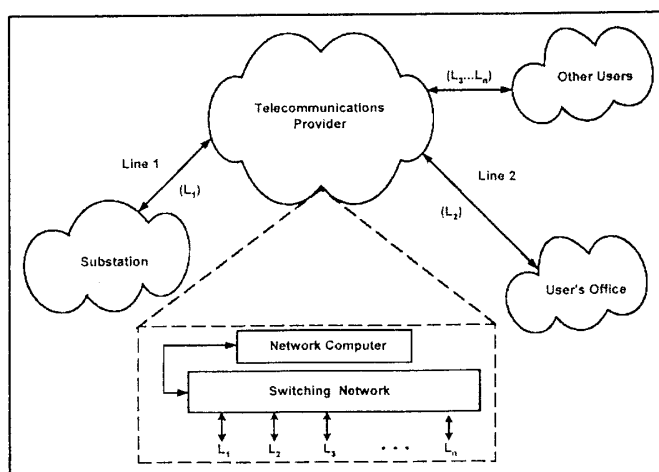 (L₃...Lₙ)
Other Users
Telecommunications
Provider
Line 1
(L₁)
Line 2
(L₂)
Substation
User's Office
Network Computer
Switching Network
L₁ L₂ L₃ . . . Lₙ